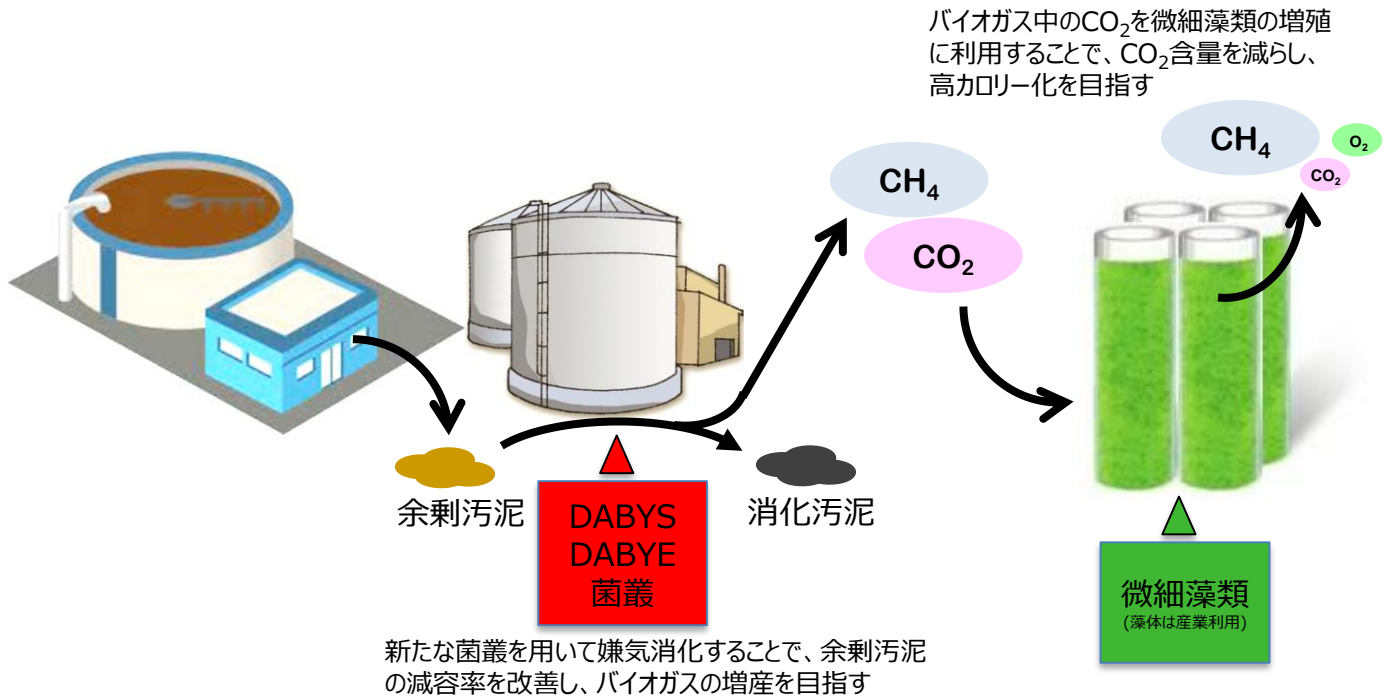 バイオガス中のCO₂を微細藻類の増殖
に利用することで、CO₂含量を減らし、
高カロリー化を目指す
CH₄
O₂
CO₂
CH₄
CO₂
余剰汚泥
DABYS
DABYE
菌叢
消化汚泥
微細藻類
(藻体は産業利用)
新たな菌叢を用いて嫌気消化することで、余剰汚泥
の減容率を改善し、バイオガスの増産を目指す